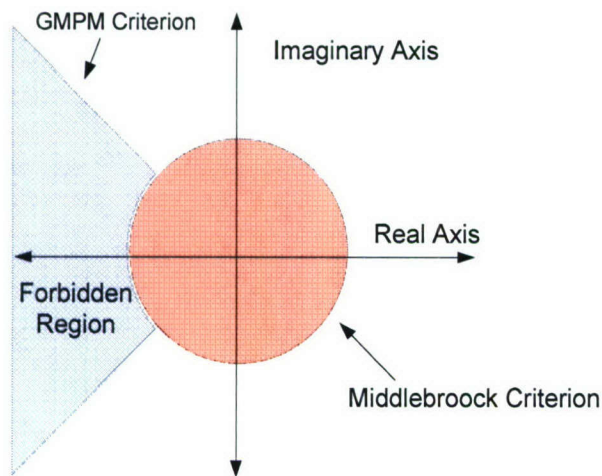 GMPM Criterion
Imaginary Axis
Real Axis
Forbidden
Region
Middlebroock Criterion